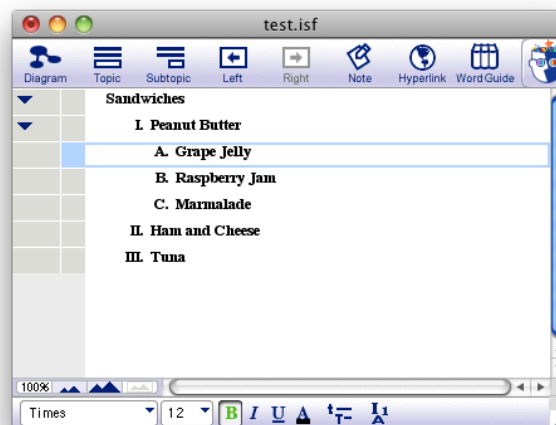 test.isf
Diagram Topic Subtopic Left Right Note Hyperlink Word Guide
Sandwiches
I. Peanut Butter
A. Grape Jelly
B. Raspberry Jam
C. Marmalade
II. Ham and Cheese
III. Tuna
100%
Times 12 B I U A